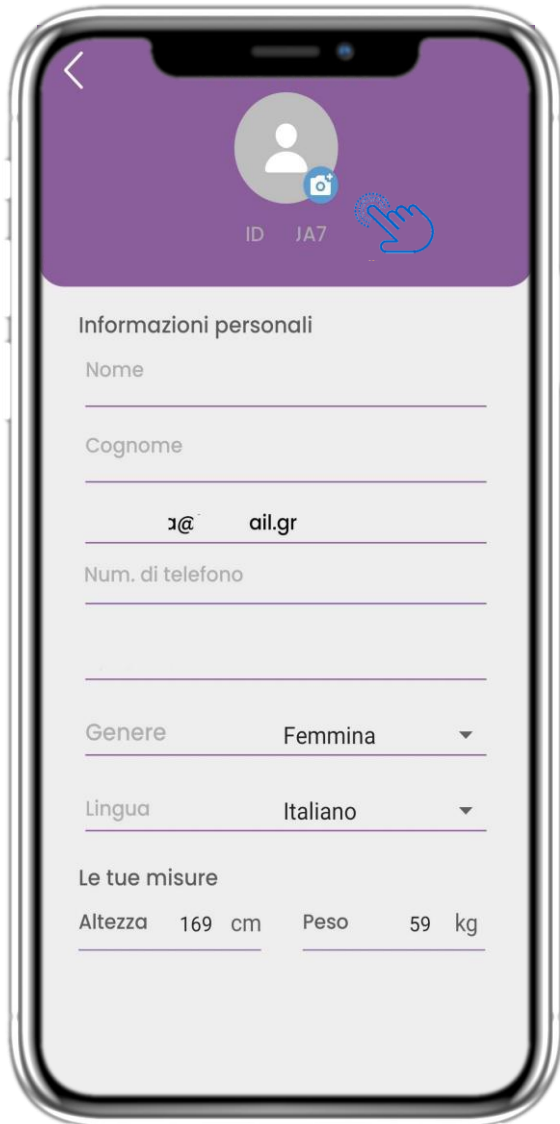 ID JA7
Informazioni personali
Nome
Cognome
a@ ail.gr
Num. di telefono
Genere Femmina
Lingua Italiano
Le tue misure
Altezza 169 cm Peso 59 kg